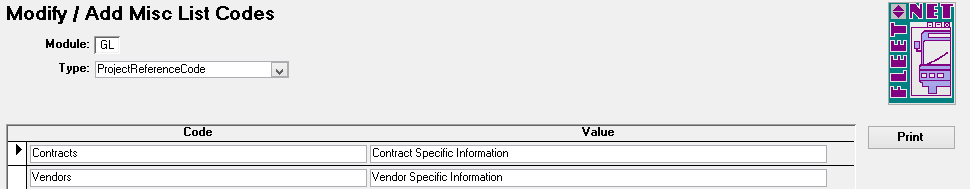 Modify / Add Misc List Codes
Module: GL
Type: ProjectReferenceCode
FLEET NET
Code Value
Print
Contracts Contract Specific Information
Vendors Vendor Specific Information